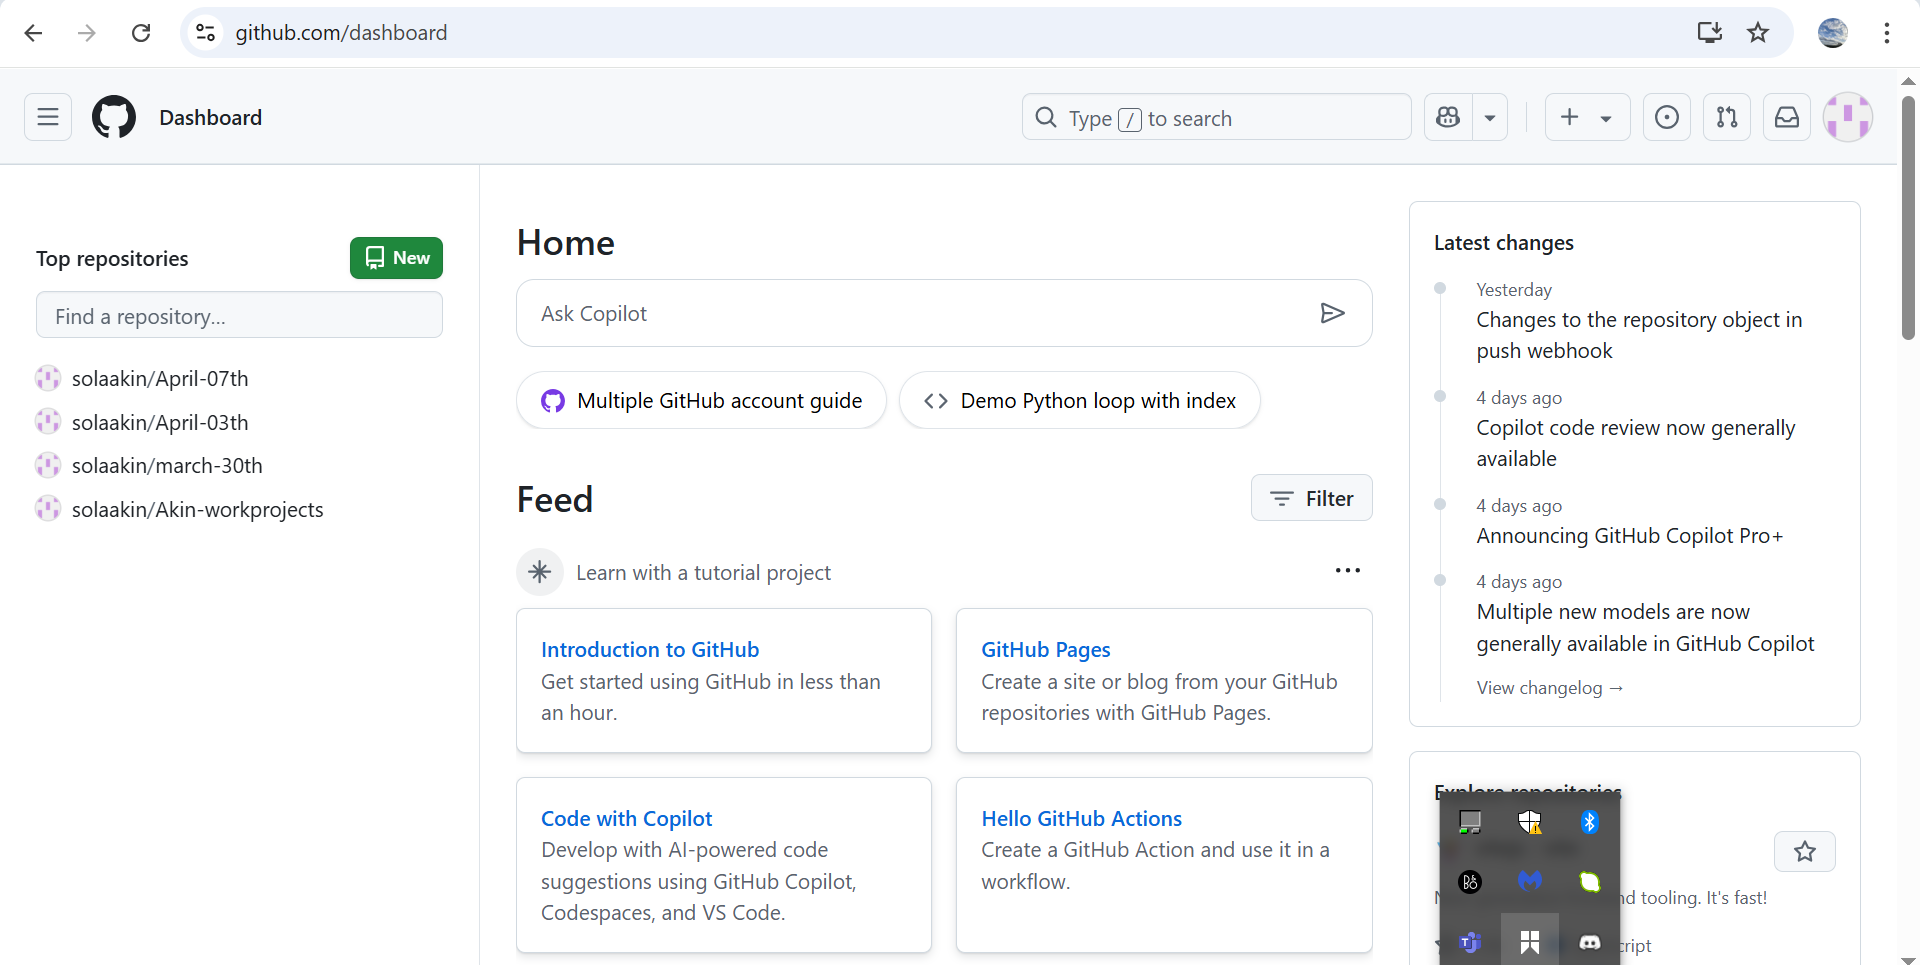 github.com/dashboard
Dashboard
Type / to search
Top repositories
New
Find a repository...
solaakin/April-07th
solaakin/April-03th
solaakin/march-30th
solaakin/Akin-workprojects
Home
Ask Copilot
Multiple GitHub account guide
Demo Python loop with index
Feed
Filter
Learn with a tutorial project
Introduction to GitHub
Get started using GitHub in less than
an hour.
GitHub Pages
Create a site or blog from your GitHub
repositories with GitHub Pages.
Code with Copilot
Develop with AI-powered code
suggestions using GitHub Copilot,
Codespaces, and VS Code.
Hello GitHub Actions
Create a GitHub Action and use it in a
workflow.
Latest changes
Yesterday
Changes to the repository object in
push webhook
4 days ago
Copilot code review now generally
available
4 days ago
Announcing GitHub Copilot Pro+
4 days ago
Multiple new models are now
generally available in GitHub Copilot
View changelog →
Explore repositories
tooling. It's fast!